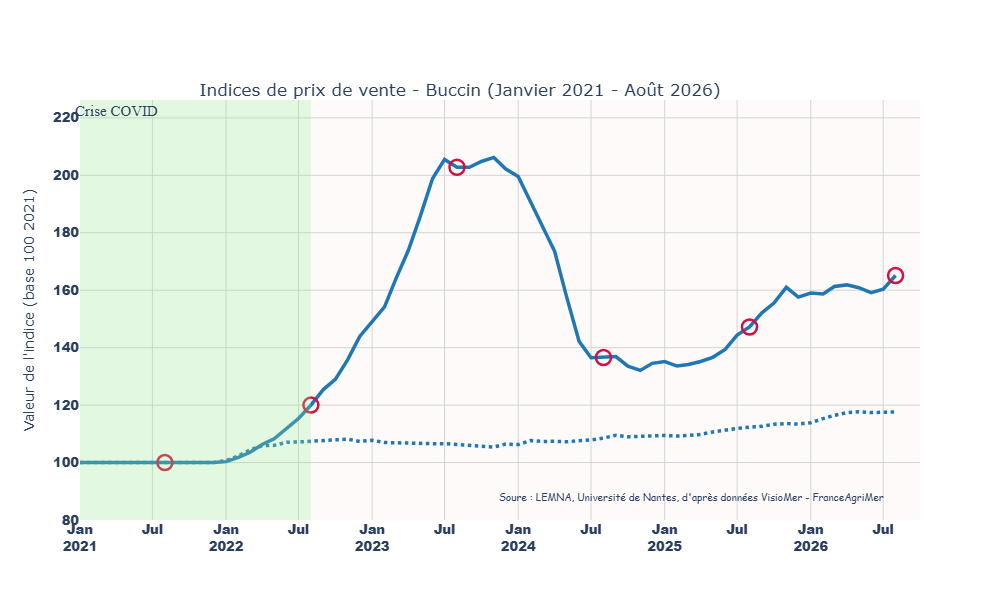 Indices de prix de vente - Buccin (Janvier 2021 - Août 2026)
Crise COVID
Valeur de l'indice (base 100 2021)
220
200
180
160
140
120
100
80
Soure : LEMNA, Université de Nantes, d'après données VisioMer - FranceAgriMer
Jan Jul Jan Jul Jan Jul Jan Jul Jan Jul Jan Jul
2021 2022 2023 2024 2025 2026